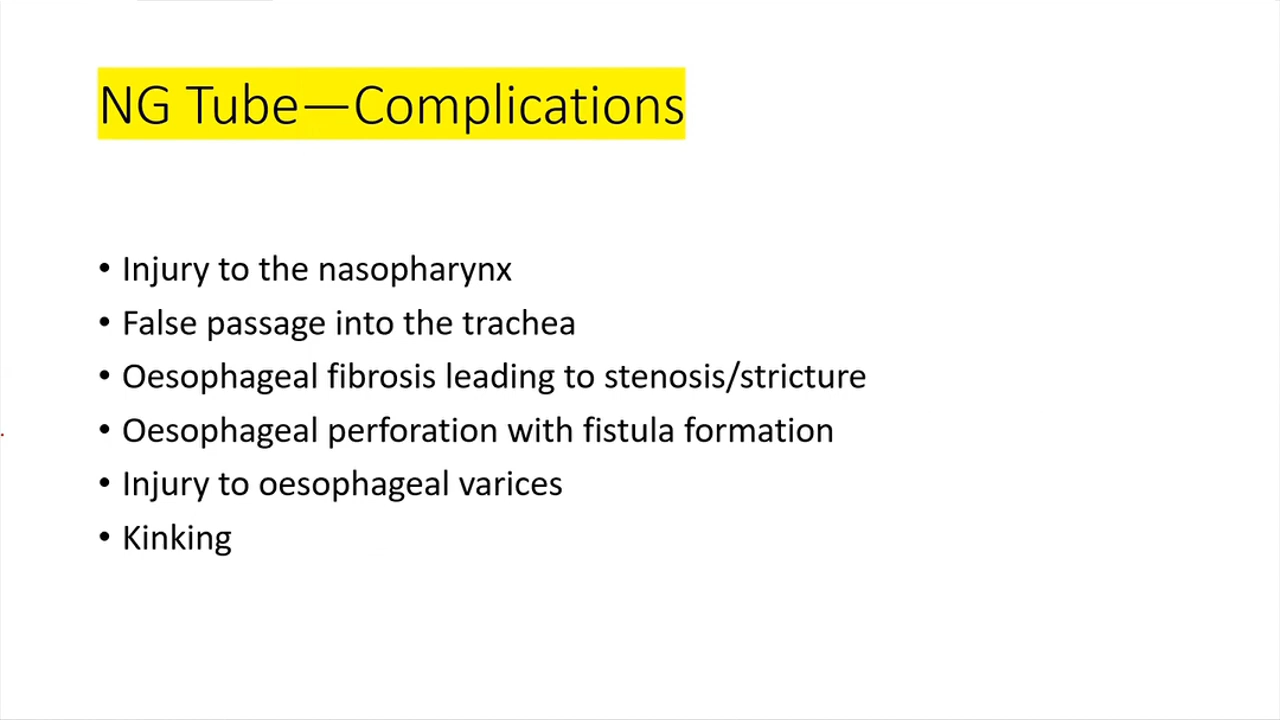 NG Tube—Complications
• Injury to the nasopharynx
• False passage into the trachea
• Oesophageal fibrosis leading to stenosis/stricture
• Oesophageal perforation with fistula formation
• Injury to oesophageal varices
• Kinking